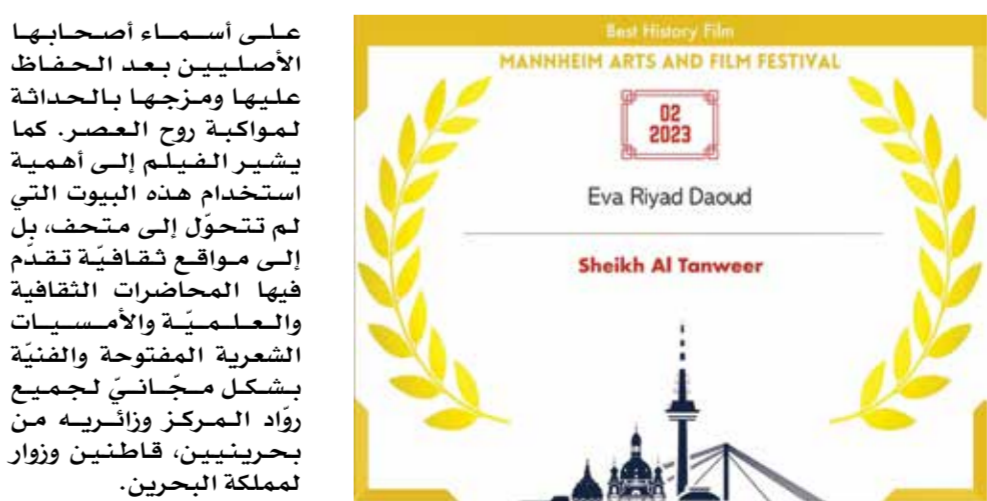 على أسماء أصحابها
الأصليين بعد الحفاظ
عليها ومزجها بالحداثة
لمواكبة روح العصر. كما
يشير الفيلم إلى أهمية
استخدام هذه البيوت التي
لم تتحوّل إلى متحف، بل
إلى مواقع ثقافيّة تقدّم
فيها المحاضرات الثقافية
والعلميّة والأمسيات
الشعرية المفتوحة والفنيّة
بشكل مجّانيّ لجميع
روّاد المركز وزائريه من
بحرينيين، قاطنين وزوار
لمملكة البحرين.
Best History Film
MANNHEIM ARTS AND FILM FESTIVAL
02
2023
Eva Riyad Daoud
Sheikh Al Tanweer